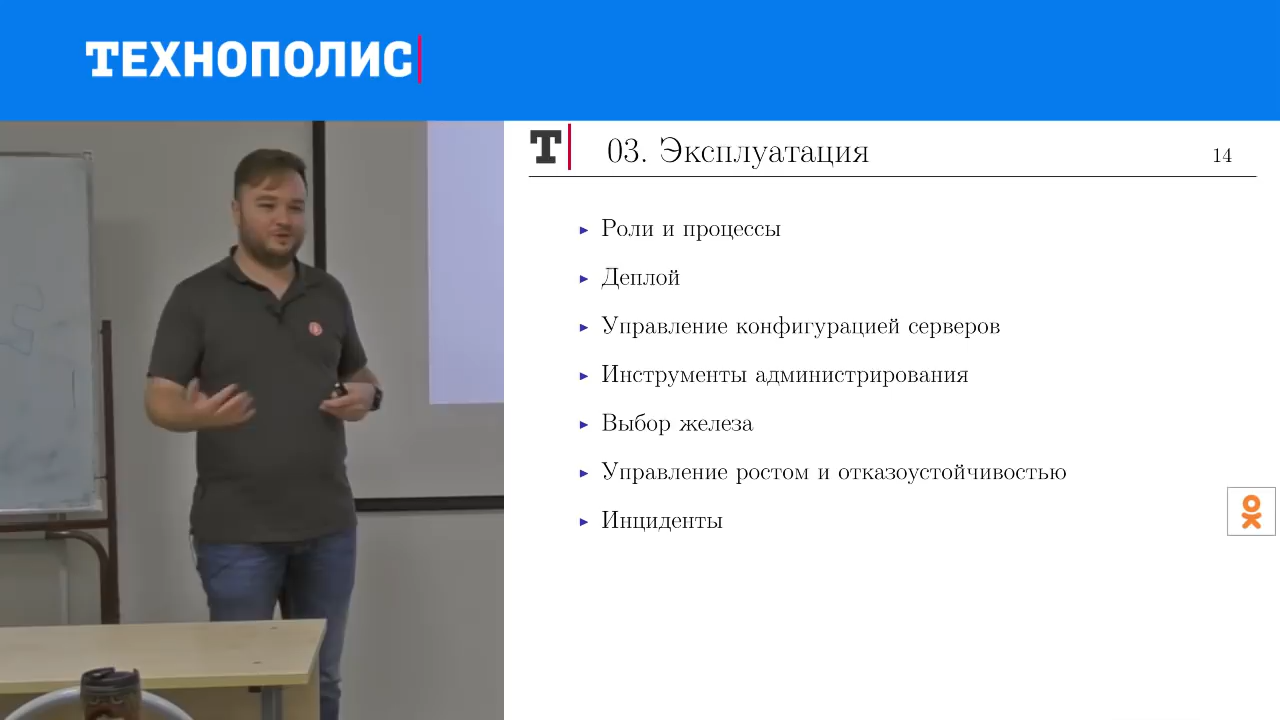 ТЕХНОПОЛИС
Т 03. Эксплуатация 14
Роли и процессы
Деплой
Управление конфигурацией серверов
Инструменты администрирования
Выбор железа
Управление ростом и отказоустойчивостью
Инциденты